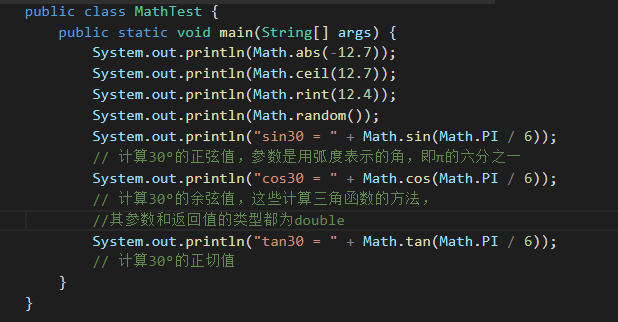 public class MathTest {
public static void main(String[] args) {
System.out.println(Math.abs(-12.7));
System.out.println(Math.ceil(12.7));
System.out.println(Math.rint(12.4));
System.out.println(Math.random());
System.out.println("sin30 = " + Math.sin(Math.PI / 6));
// 计算30°的正弦值，参数是用弧度表示的角，即π的六分之一
System.out.println("cos30 = " + Math.cos(Math.PI / 6));
// 计算30°的余弦值，这些计算三角函数的方法，
//其参数和返回值的类型都为double
System.out.println("tan30 = " + Math.tan(Math.PI / 6));
// 计算30°的正切值
}
}